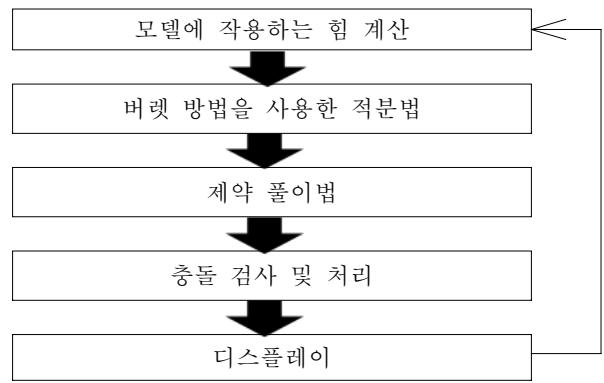 모델에 작용하는 힘 계산
버렛 방법을 사용한 적분법
제약 풀이법
충돌 검사 및 처리
디스플레이